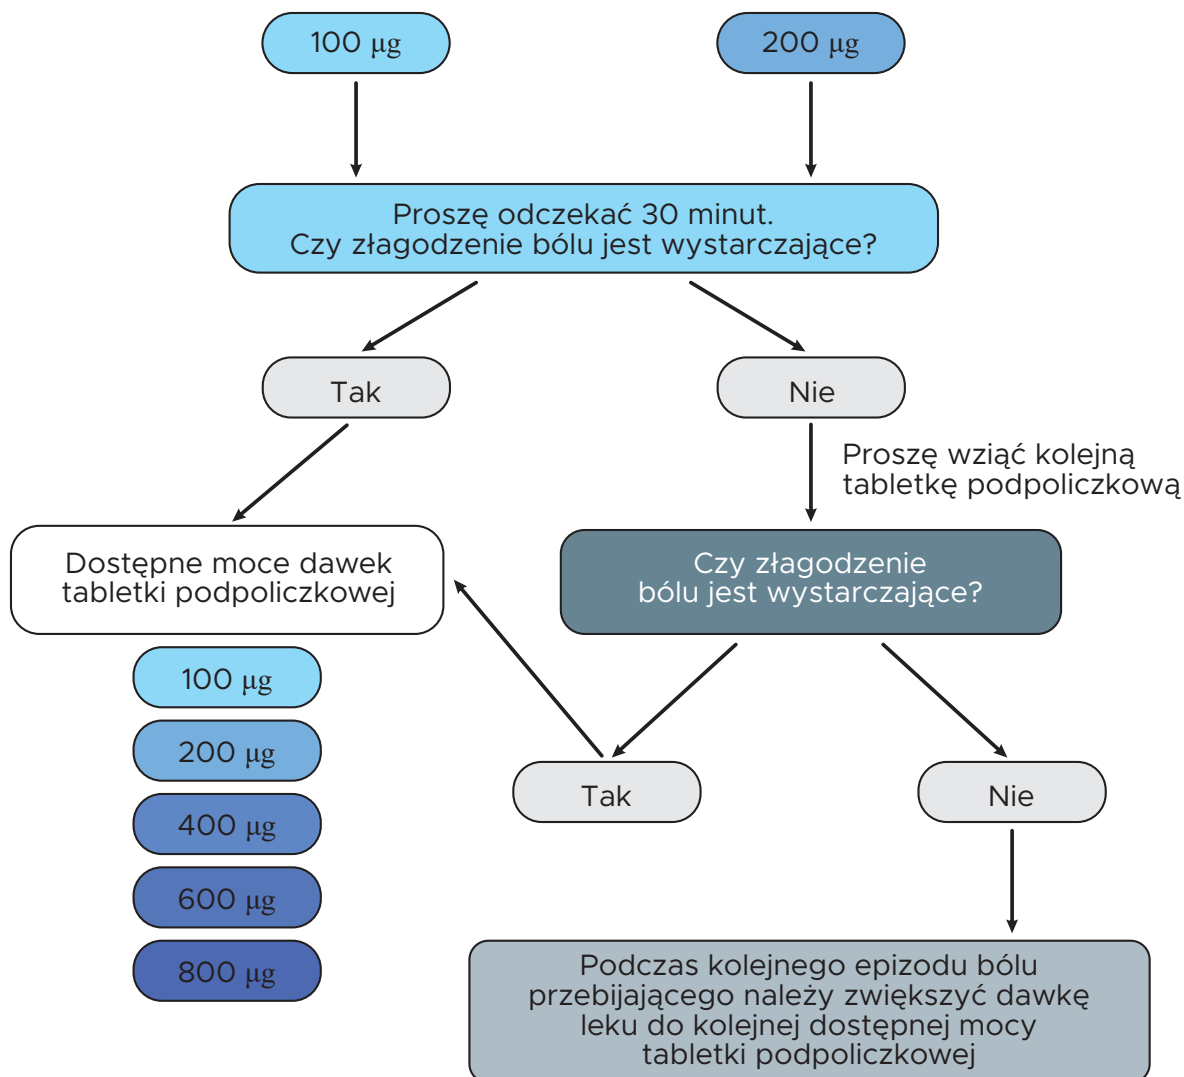 100 μg
200 μg
Proszę odczekać 30 minut.
Czy złagodzenie bólu jest wystarczające?
Tak
Nie
Proszę wziąć kolejną
tabletkę podpoliczkową
Dostępne moce dawek
tabletki podpoliczkowej
Czy złagodzenie
bólu jest wystarczające?
100 μg
200 μg
400 μg
600 μg
800 μg
Tak
Nie
Podczas kolejnego epizodu bólu
przebijającego należy zwiększyć dawkę
leku do kolejnej dostępnej mocy
tabletki podpoliczkowej